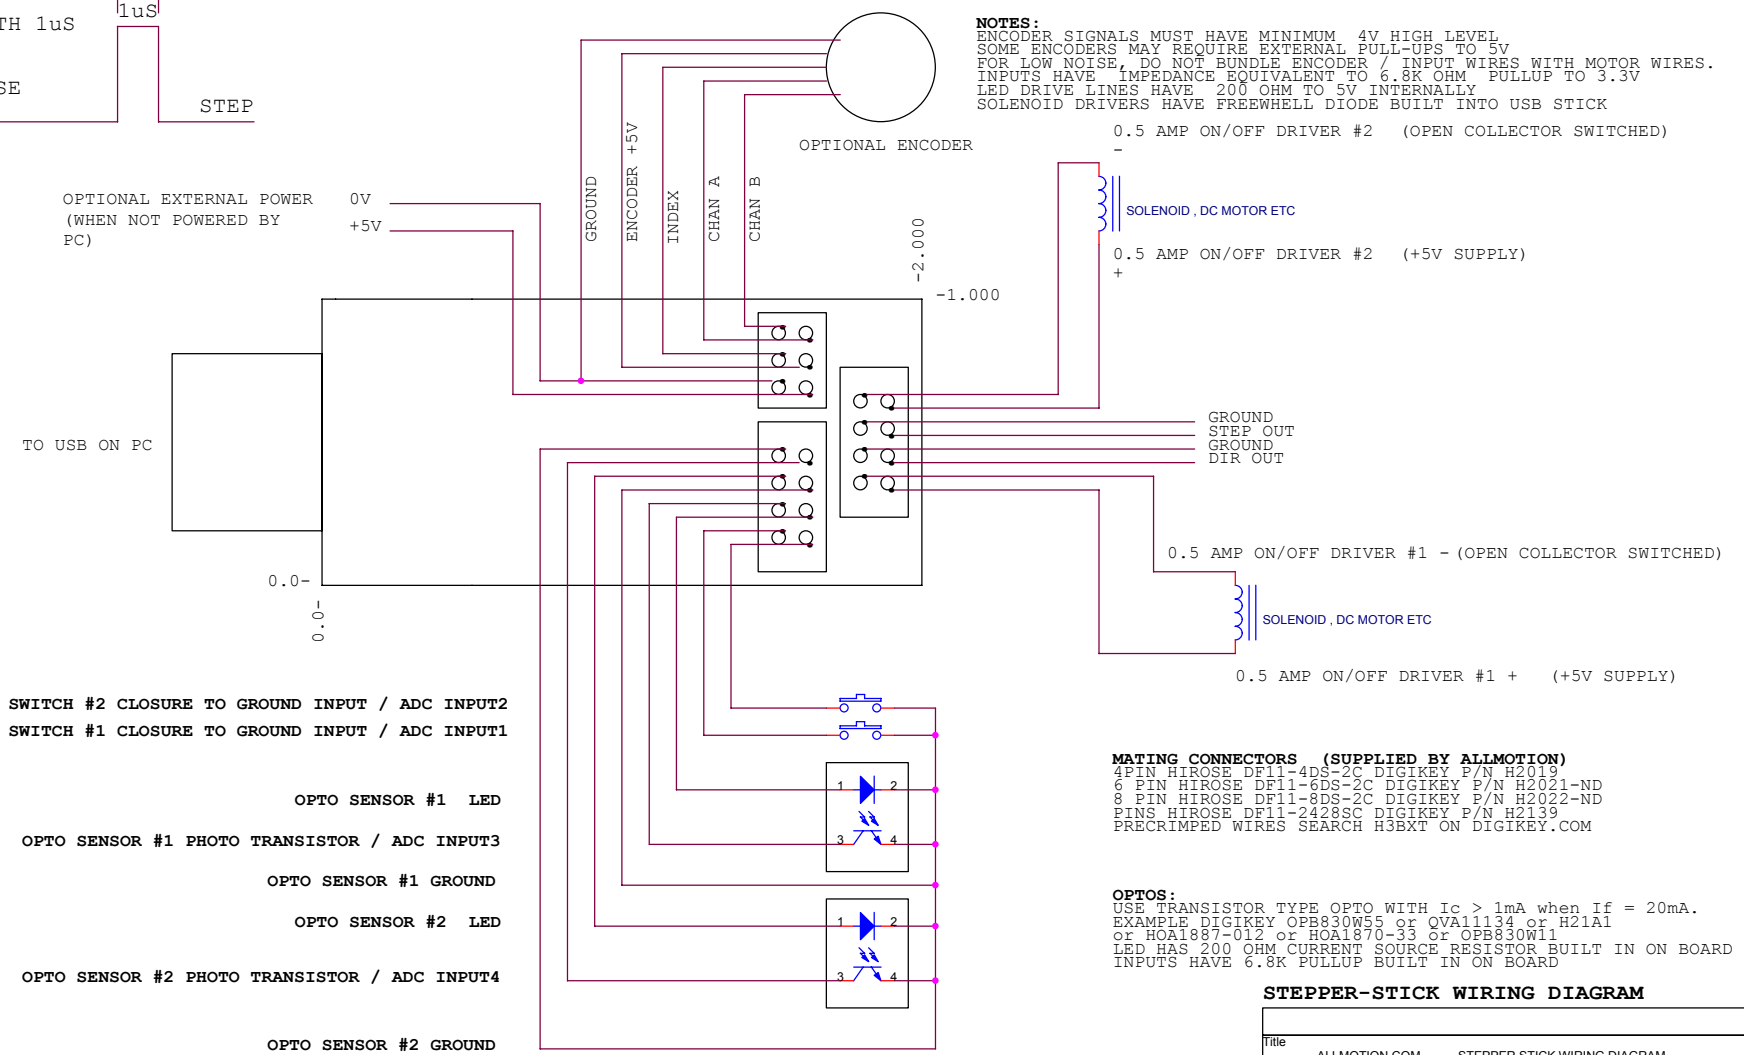 1uS
TH 1uS
SE
STEP
NOTES:
ENCODER SIGNALS MUST HAVE MINIMUM 4V HIGH LEVEL
SOME ENCODERS MAY REQUIRE EXTERNAL PULL-UPS TO 5V
FOR LOW NOISE, DO NOT BUNDLE ENCODER / INPUT WIRES WITH MOTOR WIRES.
INPUTS HAVE IMPEDANCE EQUIVALENT TO 6.8K OHM PULLUP TO 3.3V
LED DRIVE LINES HAVE 200 OHM TO 5V INTERNALLY
SOLENOID DRIVERS HAVE FREEWHELL DIODE BUILT INTO USB STICK
OPTIONAL ENCODER
0.5 AMP ON/OFF DRIVER #2 (OPEN COLLECTOR SWITCHED)
-
SOLENOID , DC MOTOR ETC
0.5 AMP ON/OFF DRIVER #2 (+5V SUPPLY)
+
OPTIONAL EXTERNAL POWER 0V
(WHEN NOT POWERED BY +5V
PC)
GROUND
ENCODER +5V
INDEX
CHAN A
CHAN B
-2.000
-1.000
TO USB ON PC
GROUND
STEP OUT
GROUND
DIR OUT
0.5 AMP ON/OFF DRIVER #1 - (OPEN COLLECTOR SWITCHED)
SOLENOID , DC MOTOR ETC
0.5 AMP ON/OFF DRIVER #1 + (+5V SUPPLY)
0.0-
0.0-
SWITCH #2 CLOSURE TO GROUND INPUT / ADC INPUT2
SWITCH #1 CLOSURE TO GROUND INPUT / ADC INPUT1
OPTO SENSOR #1 LED
OPTO SENSOR #1 PHOTO TRANSISTOR / ADC INPUT3
OPTO SENSOR #1 GROUND
OPTO SENSOR #2 LED
OPTO SENSOR #2 PHOTO TRANSISTOR / ADC INPUT4
OPTO SENSOR #2 GROUND
1 2
3 4
1 2
3 4
MATING CONNECTORS (SUPPLIED BY ALLMOTION)
4PIN HIROSE DF11-4DS-2C DIGIKEY P/N H2019
6 PIN HIROSE DF11-6DS-2C DIGIKEY P/N H2021-ND
8 PIN HIROSE DF11-8DS-2C DIGIKEY P/N H2022-ND
PINS HIROSE DF11-2428SC DIGIKEY P/N H2139
PRECRIMPED WIRES SEARCH H3BXT ON DIGIKEY.COM
OPTOS:
USE TRANSISTOR TYPE OPTO WITH Ic > 1mA when If = 20mA.
EXAMPLE DIGIKEY OPB830W55 or QVA11134 or H21A1
or HOA1887-012 or HOA1870-33 or OPB830W11
LED HAS 200 OHM CURRENT SOURCE RESISTOR BUILT IN ON BOARD
INPUTS HAVE 6.8K PULLUP BUILT IN ON BOARD
STEPPER-STICK WIRING DIAGRAM
Title
ALLMOTION.COM STEPPER STICK WIRING DIAGRAM